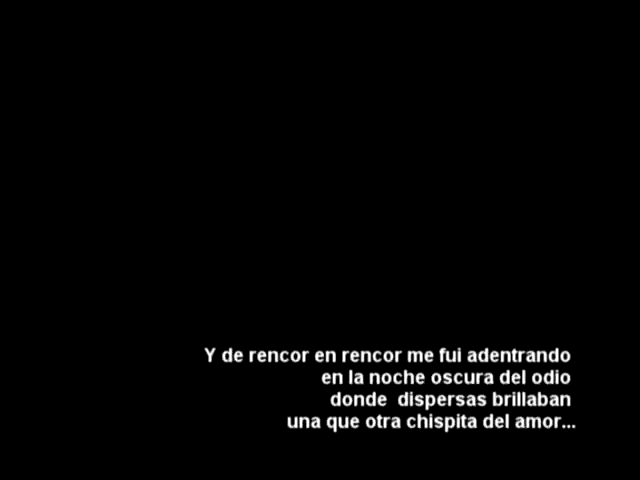 Y de rencor en rencor me fui adentrando
en la noche oscura del odio
donde dispersas brillaban
una que otra chispita del amor...